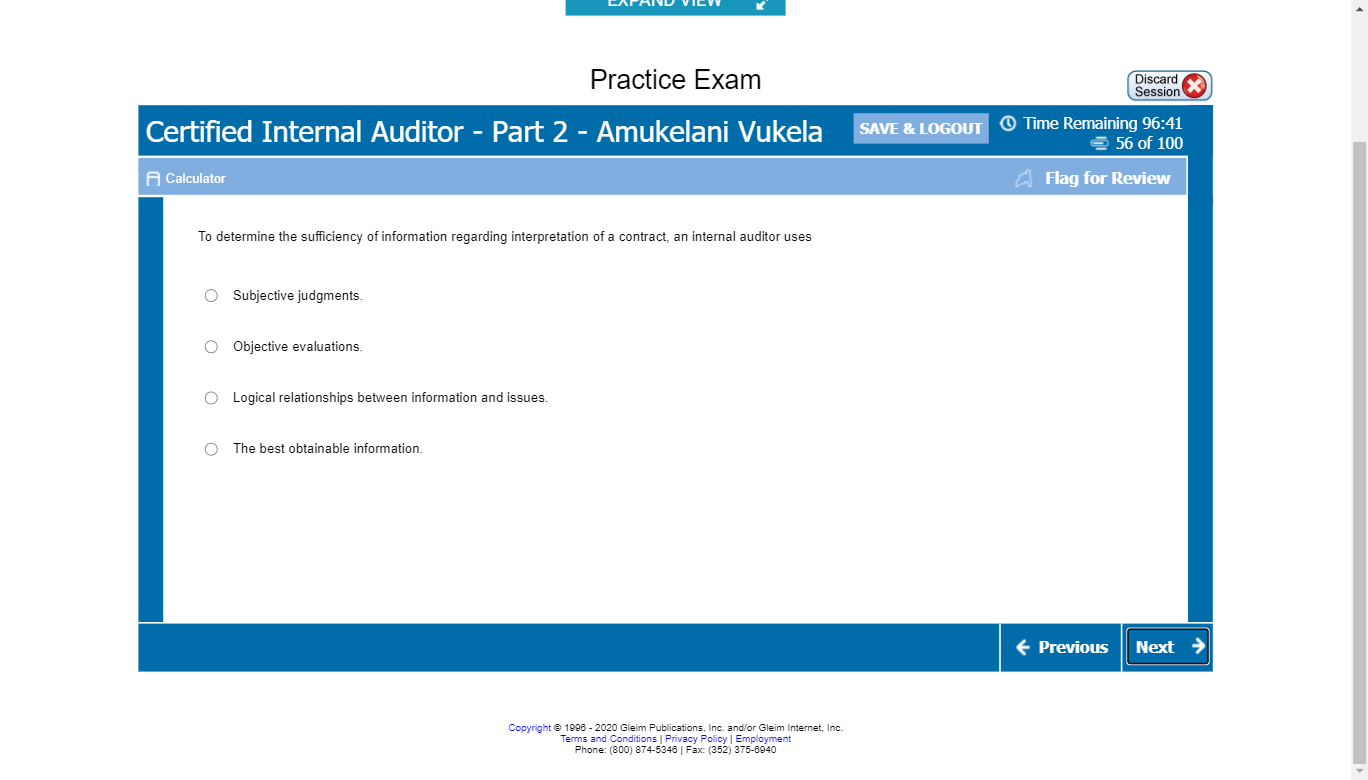 EXPAND VIEW
Practice Exam
Discard
Session
Certified Internal Auditor - Part 2 - Amukelani Vukela
SAVE & LOGOUT
Time Remaining 96:41
56 of 100
Calculator
Flag for Review
To determine the sufficiency of information regarding interpretation of a contract, an internal auditor uses
Subjective judgments.
Objective evaluations.
Logical relationships between information and issues.
The best obtainable information.
Previous
Next
Copyright © 1996 - 2020 Gleim Publications, Inc. and/or Gleim Internet, Inc.
Terms and Conditions | Privacy Policy | Employment
Phone: (800) 874-5346 | Fax: (352) 375-6940